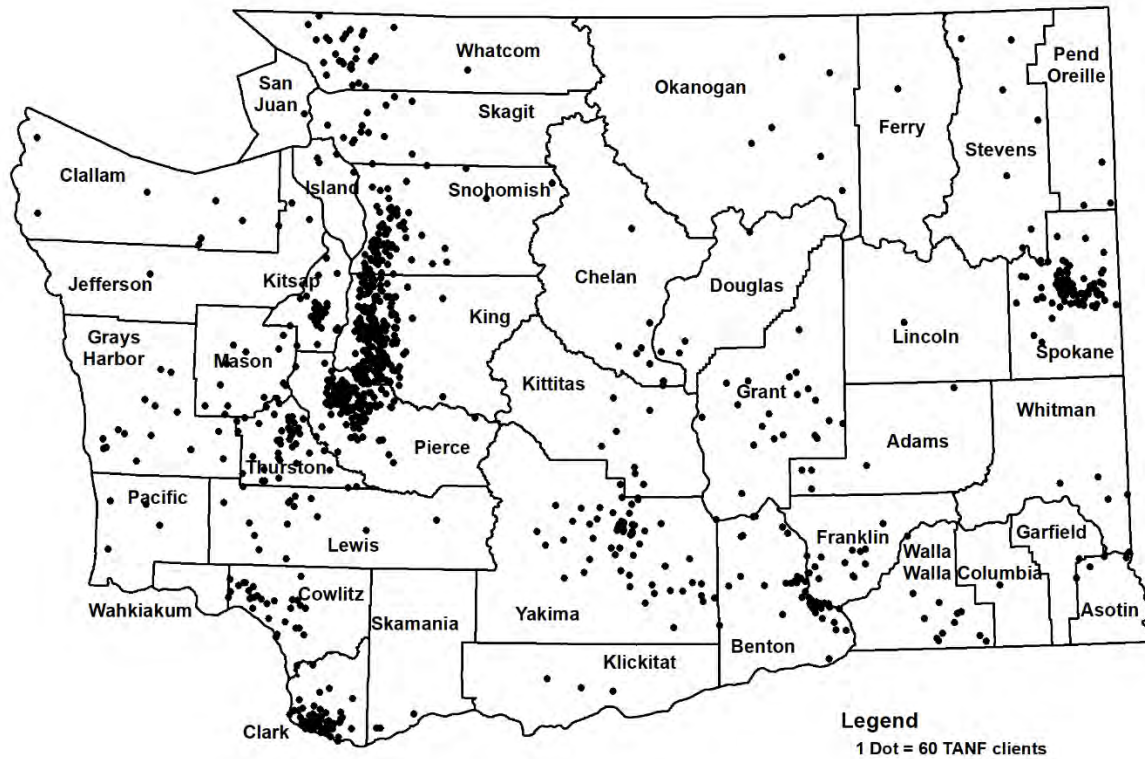 Whatcom
Pend
Oreille
San
Juan
Okanogan
Skagit
Ferry
Stevens
Clallam
Island
Snohomish
Chelan
Douglas
Jefferson
Kitsap
King
Lincoln
Spokane
Grays
Harbor
Mason
Kittitas
Grant
Whitman
Adams
Pierce
Thurston
Pacific
Franklin
Garfield
Lewis
Walla
Walla
Columbia
Wahkiakum
Cowlitz
Skamania
Yakima
Asotin
Benton
Klickitat
Clark
Legend
1 Dot = 60 TANF clients